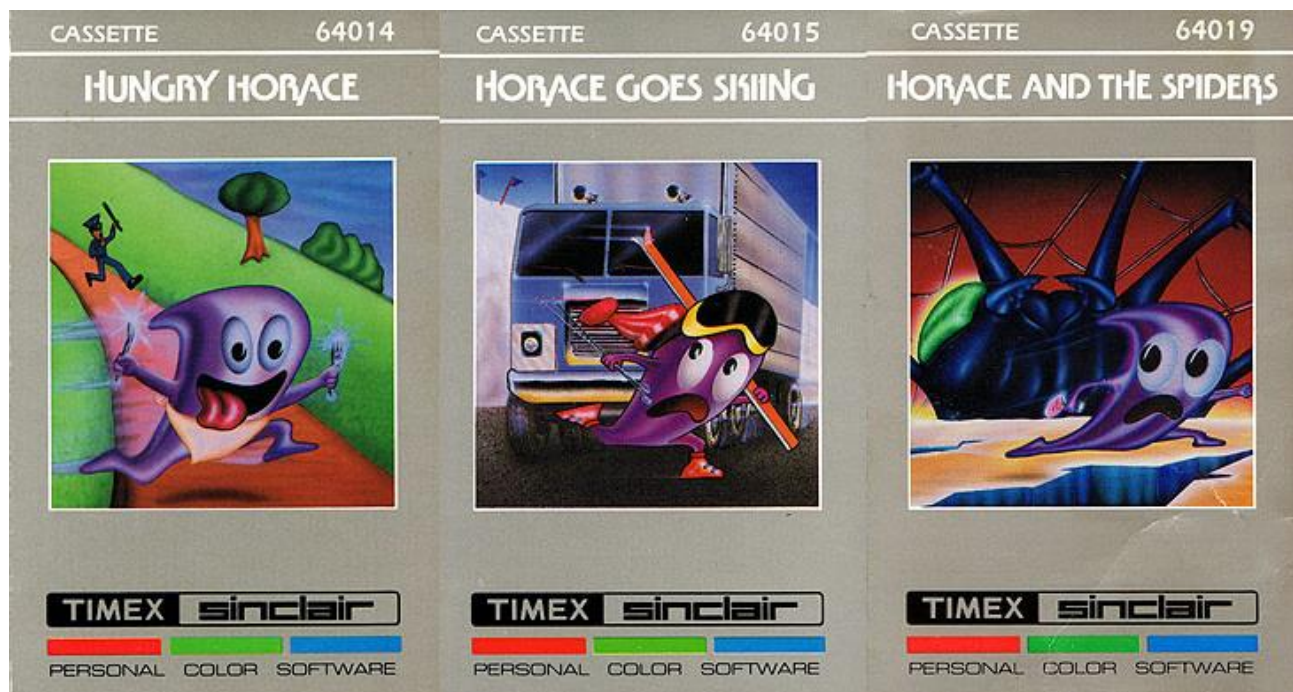 CASSETTE 64014
HUNGRY HORACE
TIMEX sinclair
PERSONAL COLOR SOFTWARE
CASSETTE 64015
HORACE GOES SKIING
TIMEX sinclair
PERSONAL COLOR SOFTWARE
CASSETTE 64019
HORACE AND THE SPIDERS
TIMEX sinclair
PERSONAL COLOR SOFTWARE